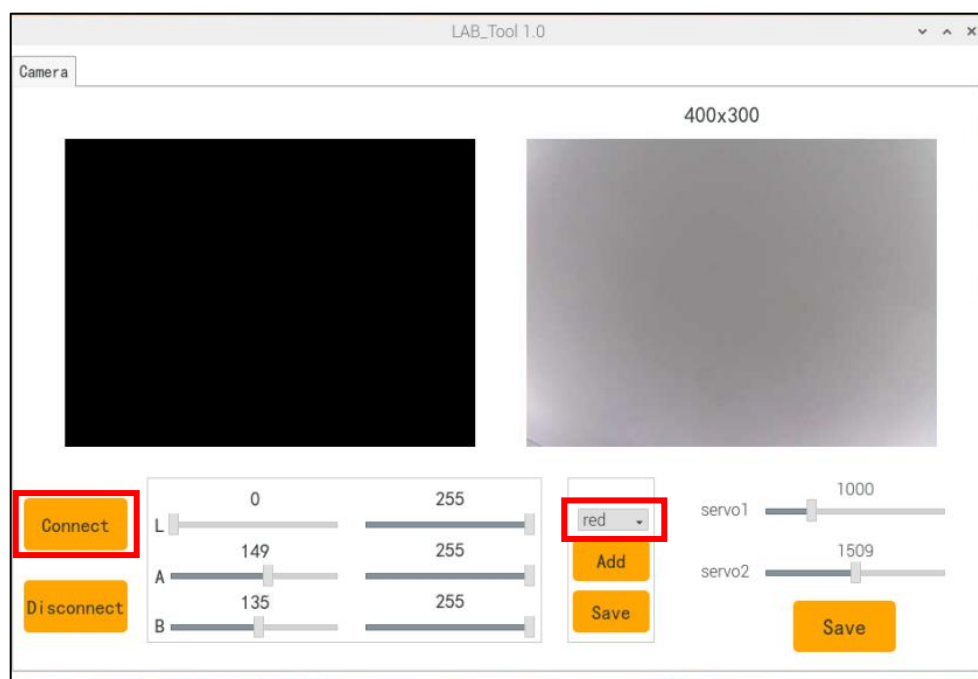 LAB_Tool 1.0
Camera
400x300
Connect
Disconnect
0 255
L
149 255
A
135 255
B
red
Add
Save
1000
servo1
1509
servo2
Save